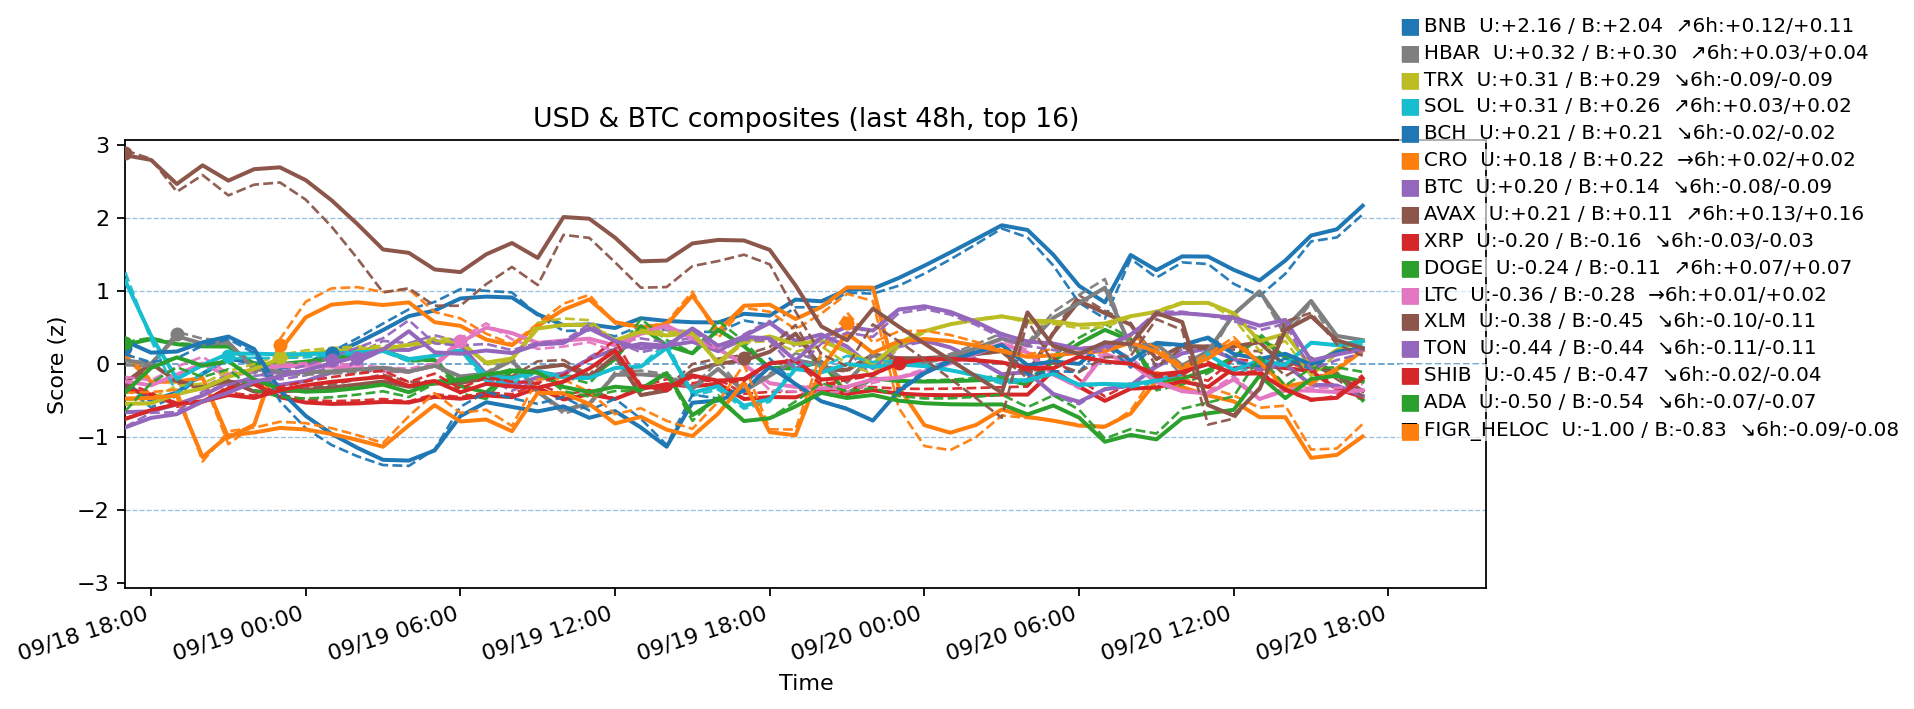 BNB  U:+2.16 / B:+2.04  ↗6h:+0.12/+0.11
HBAR  U:+0.32 / B:+0.30  ↗6h:+0.03/+0.04
TRX  U:+0.31 / B:+0.29  ↘6h:-0.09/-0.09
SOL  U:+0.31 / B:+0.26  ↗6h:+0.03/+0.02
BCH  U:+0.21 / B:+0.21  ↘6h:-0.02/-0.02
CRO  U:+0.18 / B:+0.22  →6h:+0.02/+0.02
BTC  U:+0.20 / B:+0.14  ↘6h:-0.08/-0.09
AVAX  U:+0.21 / B:+0.11  ↗6h:+0.13/+0.16
XRP  U:-0.20 / B:-0.16  ↘6h:-0.03/-0.03
DOGE  U:-0.24 / B:-0.11  ↗6h:+0.07/+0.07
LTC  U:-0.36 / B:-0.28  →6h:+0.01/+0.02
XLM  U:-0.38 / B:-0.45  ↘6h:-0.10/-0.11
TON  U:-0.44 / B:-0.44  ↘6h:-0.11/-0.11
SHIB  U:-0.45 / B:-0.47  ↘6h:-0.02/-0.04
ADA  U:-0.50 / B:-0.54  ↘6h:-0.07/-0.07
FIGR_HELOC  U:-1.00 / B:-0.83  ↘6h:-0.09/-0.08
USD & BTC composites (last 48h, top 16)
Score (z)
3
2
1
0
−1
−2
−3
09/18 18:00
09/19 00:00
09/19 06:00
09/19 12:00
09/19 18:00
09/20 00:00
09/20 06:00
09/20 12:00
09/20 18:00
Time